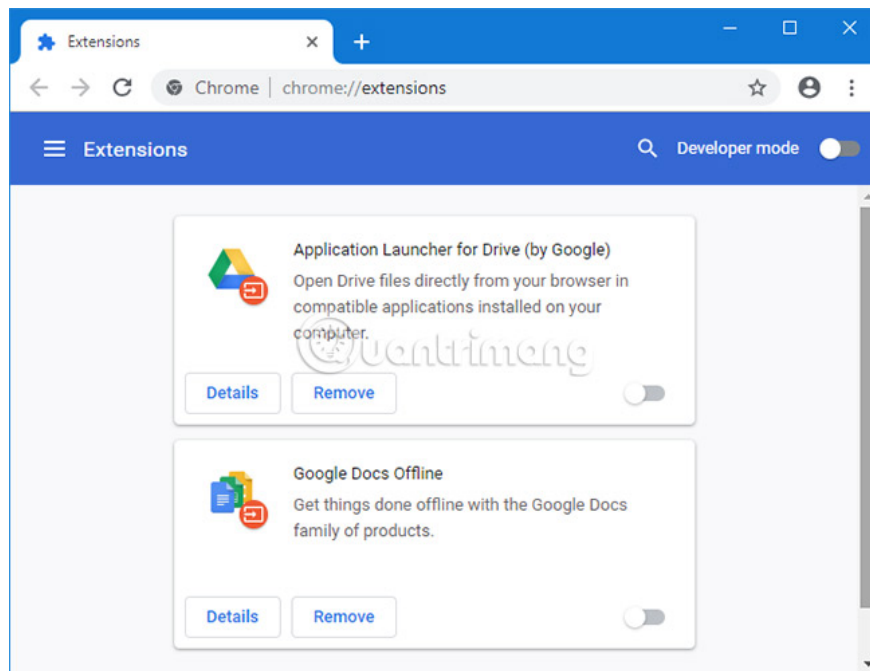 Extensions
Chrome | chrome://extensions
Extensions
Developer mode
Application Launcher for Drive (by Google)
Open Drive files directly from your browser in
compatible applications installed on your
computer.
Quantrimang
Details
Remove
Google Docs Offline
Get things done offline with the Google Docs
family of products.
Details
Remove